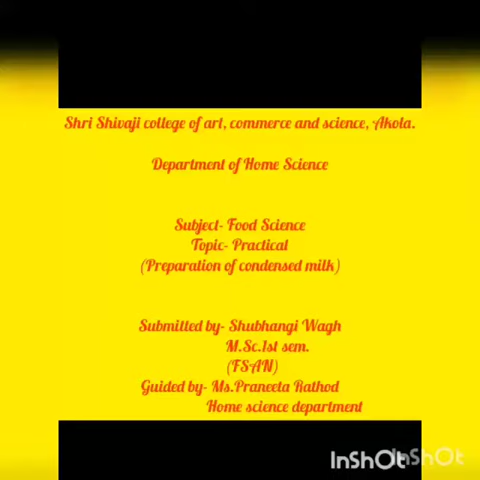 Shri Shivaji college of art, commerce and science, Akola.
Department of Home Science
Subject- Food Science
Topic- Practical
(Preparation of condensed milk)
Submitted by- Shubhangi Wagh
M.Sc.1st sem.
(FSAN)
Guided by- Ms.Praneeta Rathod
Home science department
InShOt
InShOt